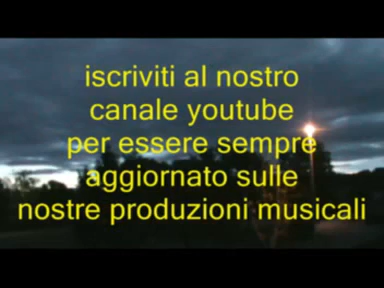 iscriviti al nostro
canale youtube
per essere sempre
aggiornato sulle
nostre produzioni musicali